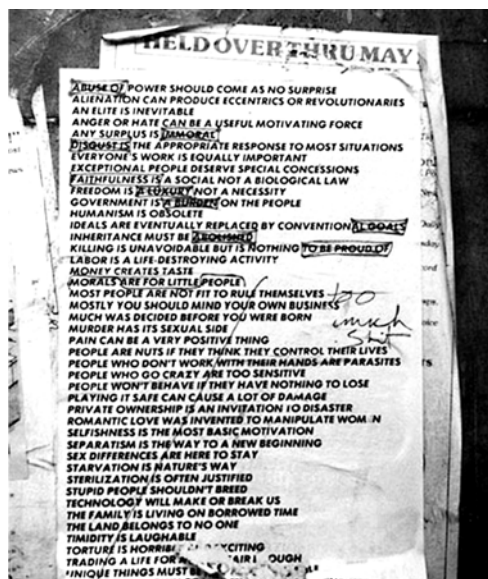 HELD OVER THRU MAY
ABUSE OF POWER SHOULD COME AS NO SURPRISE
ALIENATION CAN PRODUCE ECCENTRICS OR REVOLUTIONARIES
AN ELITE IS INEVITABLE
ANGER OR HATE CAN BE A USEFUL MOTIVATING FORCE
ANY SURPLUS IS IMMORAL
DISGUST IS THE APPROPRIATE RESPONSE TO MOST SITUATIONS
EVERYONE'S WORK IS EQUALLY IMPORTANT
EXCEPTIONAL PEOPLE DESERVE SPECIAL CONCESSIONS
FAITHFULNESS IS A SOCIAL NOT A BIOLOGICAL LAW
FREEDOM IS A LUXURY NOT A NECESSITY
GOVERNMENT IS A BURDEN ON THE PEOPLE
HUMANISM IS OBSOLETE
IDEALS ARE EVENTUALLY REPLACED BY CONVENTIONAL GOALS
INHERITANCE MUST BE ABOLISHED
KILLING IS UNAVOIDABLE BUT IS NOTHING TO BE PROUD OF
LABOR IS A LIFE-DESTROYING ACTIVITY
MONEY CREATES TASTE
MORALS ARE FOR LITTLE PEOPLE
MOST PEOPLE ARE NOT FIT TO RULE THEMSELVES
MOSTLY YOU SHOULD MIND YOUR OWN BUSINESS
MUCH WAS DECIDED BEFORE YOU WERE BORN
MURDER HAS ITS SEXUAL SIDE
PAIN CAN BE A VERY POSITIVE THING
too
much
shit
PEOPLE ARE NUTS IF THEY THINK THEY CONTROL THEIR LIVES
PEOPLE WHO DON'T WORK WITH THEIR HANDS ARE PARASITES
PEOPLE WHO GO CRAZY ARE TOO SENSITIVE
PEOPLE WON'T BEHAVE IF THEY HAVE NOTHING TO LOSE
PLAYING IT SAFE CAN CAUSE A LOT OF DAMAGE
PRIVATE OWNERSHIP IS AN INVITATION TO DISASTER
ROMANTIC LOVE WAS INVENTED TO MANIPULATE WOM N
SELFISHNESS IS THE MOST BASIC MOTIVATION
SEPARATISM IS THE WAY TO A NEW BEGINNING
SEX DIFFERENCES ARE HERE TO STAY
STARVATION IS NATURE'S WAY
STERILIZATION IS OFTEN JUSTIFIED
STUPID PEOPLE SHOULDN'T BREED
TECHNOLOGY WILL MAKE OR BREAK US
THE FAMILY IS LIVING ON BORROWED TIME
THE LAND BELONGS TO NO ONE
TIMIDITY IS LAUGHABLE
TORTURE IS EXCITING
TRADING A LIFE FOR
UNIQUE THINGS MUST